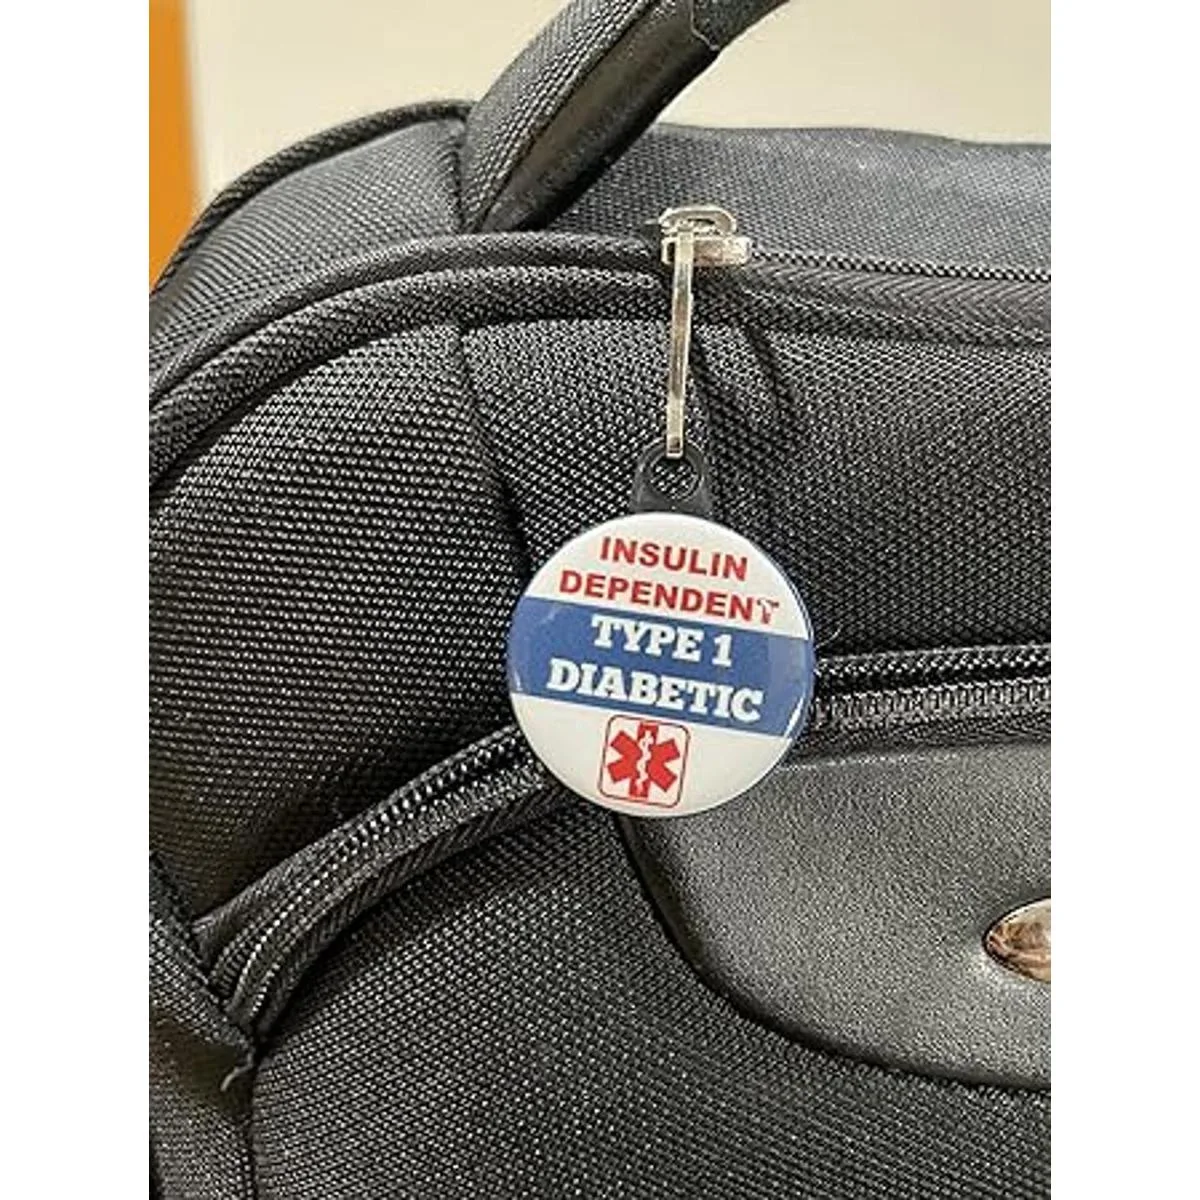 INSULIN
DEPENDENT
TYPE 1
DIABETIC